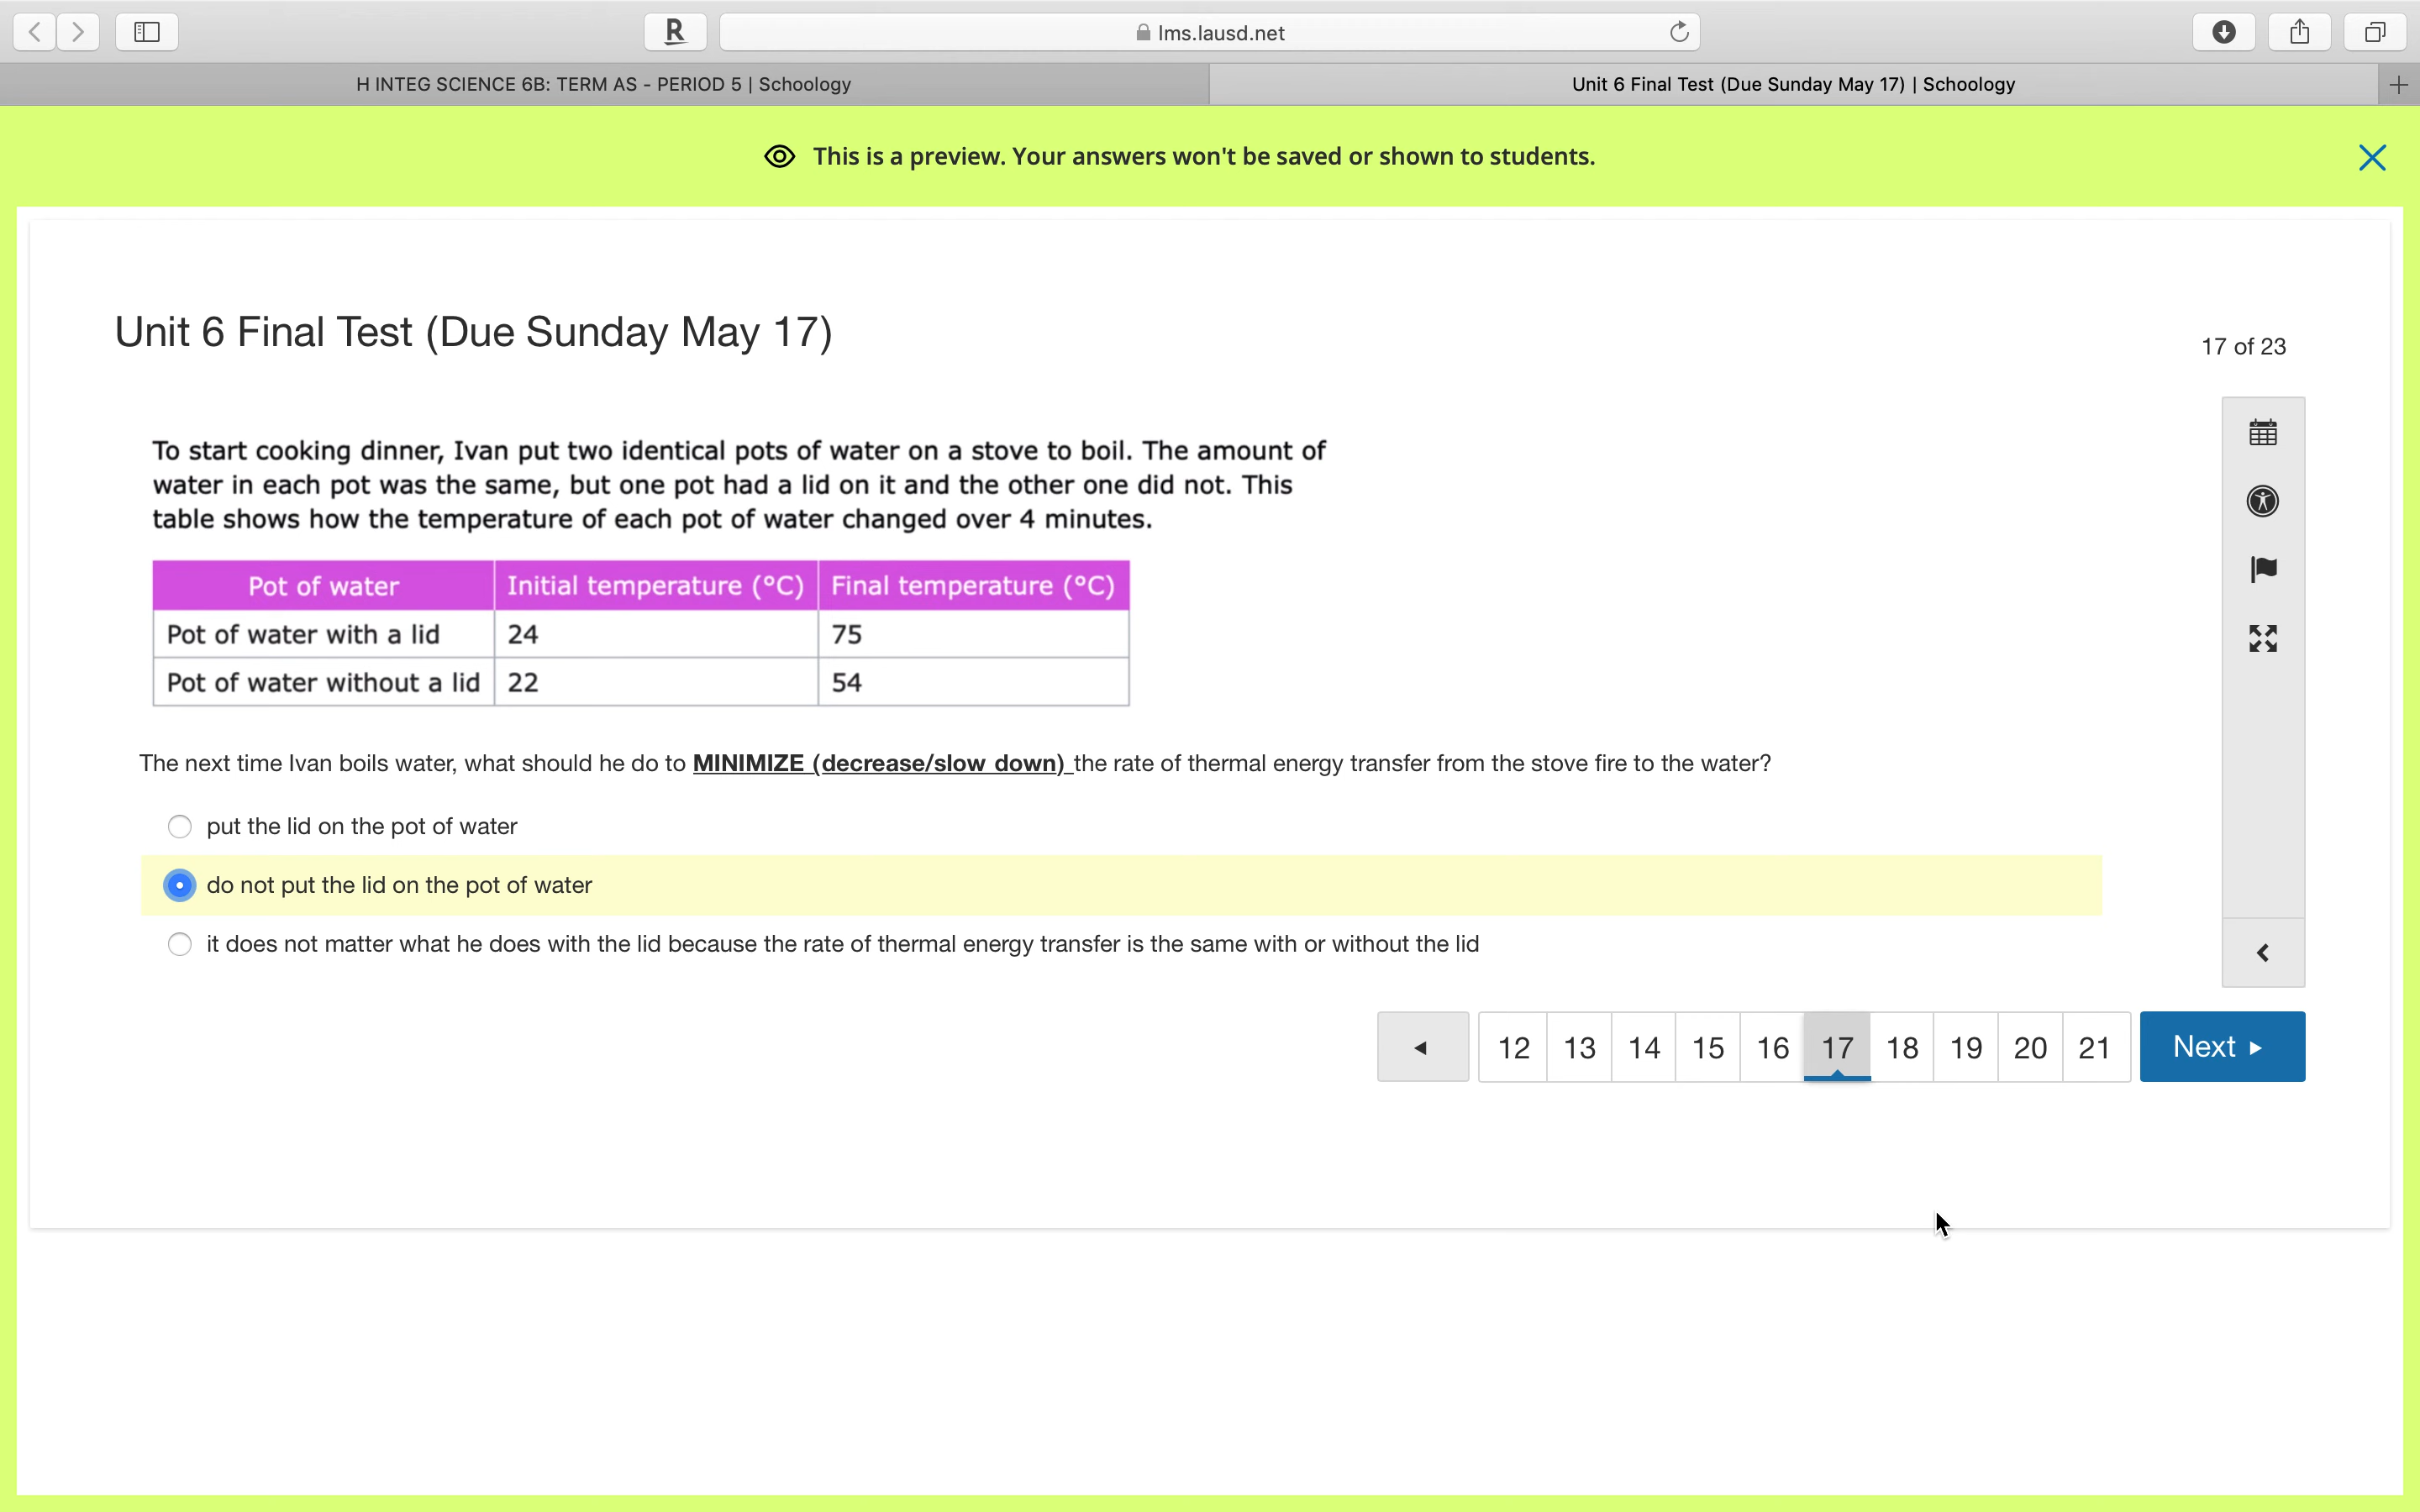 R
lms.lausd.net
H INTEG SCIENCE 6B: TERM AS - PERIOD 5 | Schoology
Unit 6 Final Test (Due Sunday May 17) | Schoology
This is a preview. Your answers won't be saved or shown to students.
Unit 6 Final Test (Due Sunday May 17)
17 of 23
To start cooking dinner, Ivan put two identical pots of water on a stove to boil. The amount of
water in each pot was the same, but one pot had a lid on it and the other one did not. This
table shows how the temperature of each pot of water changed over 4 minutes.
Pot of water Initial temperature (°C) Final temperature (°C)
Pot of water with a lid 24 75
Pot of water without a lid 22 54
The next time Ivan boils water, what should he do to MINIMIZE (decrease/slow down) the rate of thermal energy transfer from the stove fire to the water?
put the lid on the pot of water
do not put the lid on the pot of water
it does not matter what he does with the lid because the rate of thermal energy transfer is the same with or without the lid
12 13 14 15 16 17 18 19 20 21 Next